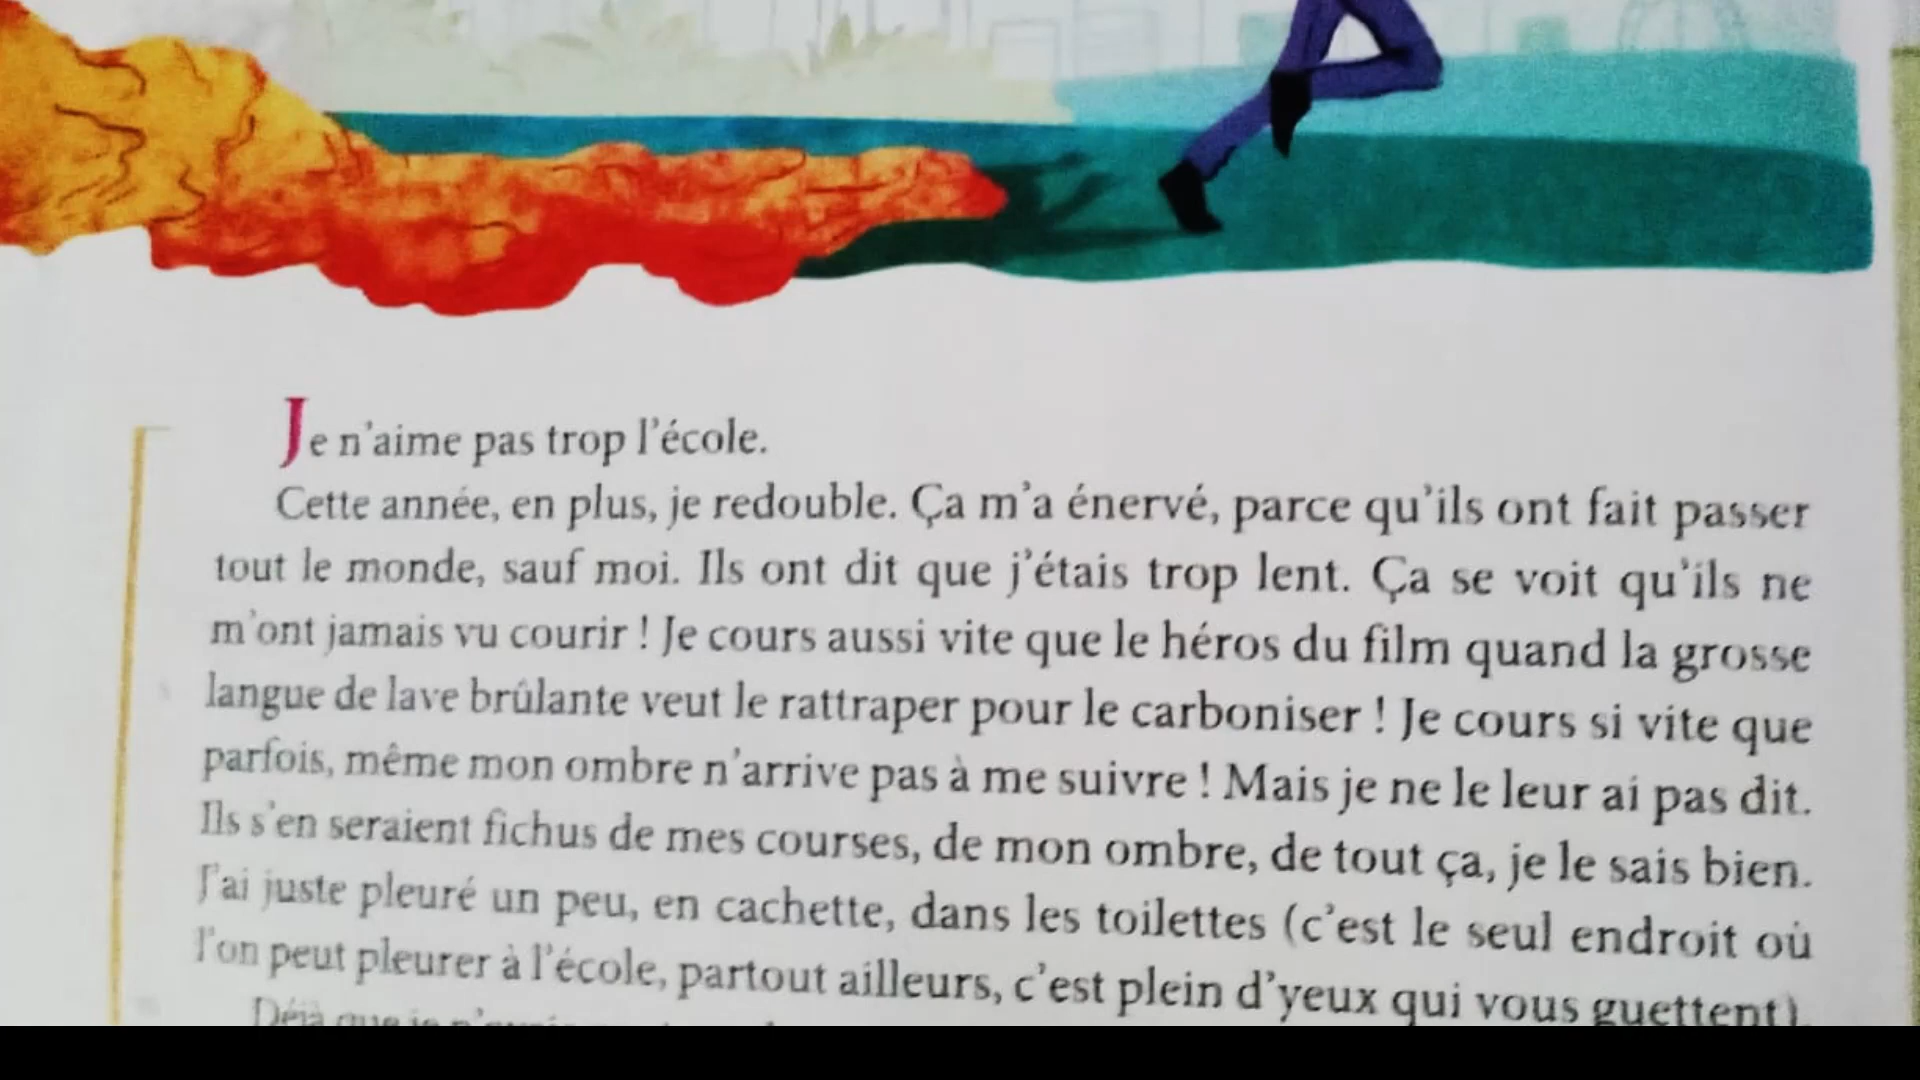 Je n'aime pas trop l'école.
Cette année, en plus, je redouble. Ça m'a énervé, parce qu'ils ont fait passer
tout le monde, sauf moi. Ils ont dit que j'étais trop lent. Ça se voit qu'ils ne
m'ont jamais vu courir ! Je cours aussi vite que le héros du film quand la grosse
langue de lave brûlante veut le rattraper pour le carboniser ! Je cours si vite que
parfois, même mon ombre n'arrive pas à me suivre ! Mais je ne le leur ai pas dit.
Ils s'en seraient fichus de mes courses, de mon ombre, de tout ça, je le sais bien.
J'ai juste pleuré un peu, en cachette, dans les toilettes (c'est le seul endroit où
l'on peut pleurer à l'école, partout ailleurs, c'est plein d'yeux qui vous guettent).
Déjà que je